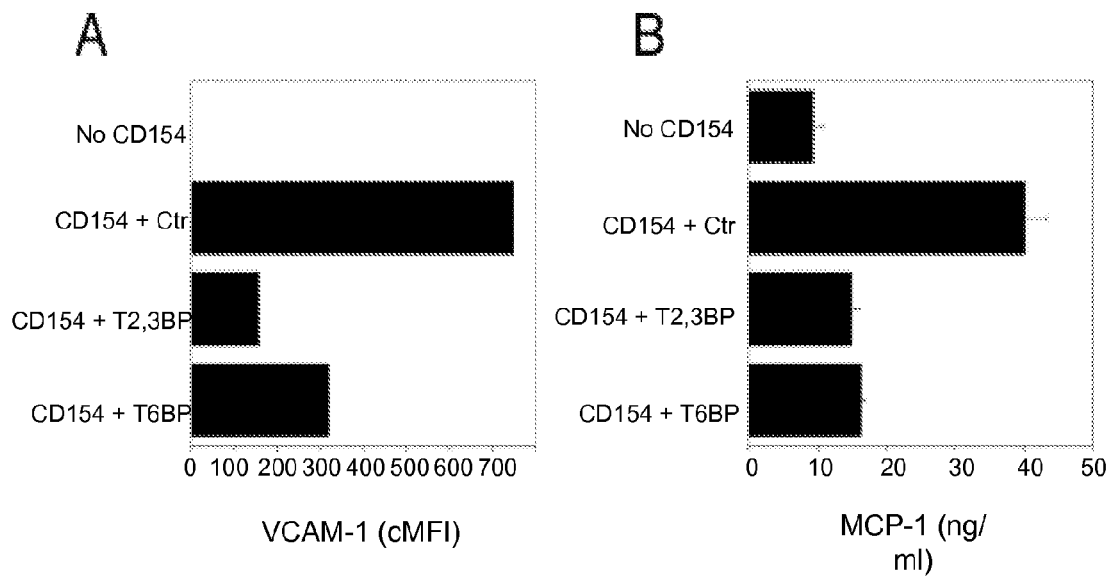 A
No CD154
CD154 + Ctr
CD154 + T2,3BP
CD154 + T6BP
0 100 200 300 400 500 600 700
VCAM-1 (cMFI)
B
No CD154
CD154 + Ctr
CD154 + T2,3BP
CD154 + T6BP
0 10 20 30 40 50
MCP-1 (ng/
ml)